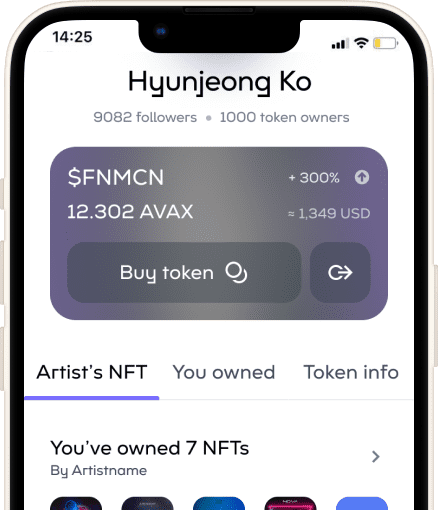 14:25
Hyunjeong Ko
9082 followers • 1000 token owners
$FNMCN + 300%
12.302 AVAX ≈ 1,349 USD
Buy token
Artist's NFT You owned Token info
You've owned 7 NFTs
By Artistname